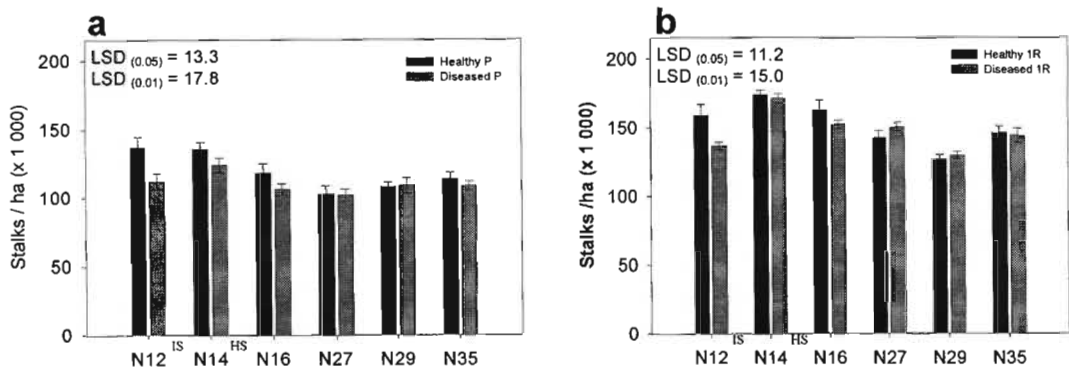 a
LSD (0.05) = 13.3
LSD (0.01) = 17.8
Healthy P
Diseased P
Stalks / ha (x 1 000)
200
150
100
50
0
N12 IS N14 HS N16 N27 N29 N35
b
LSD (0.05) = 11.2
LSD (0.01) = 15.0
Healthy 1R
Diseased 1R
Stalks /ha (x 1 000)
200
150
100
50
0
N12 IS N14 HS N16 N27 N29 N35